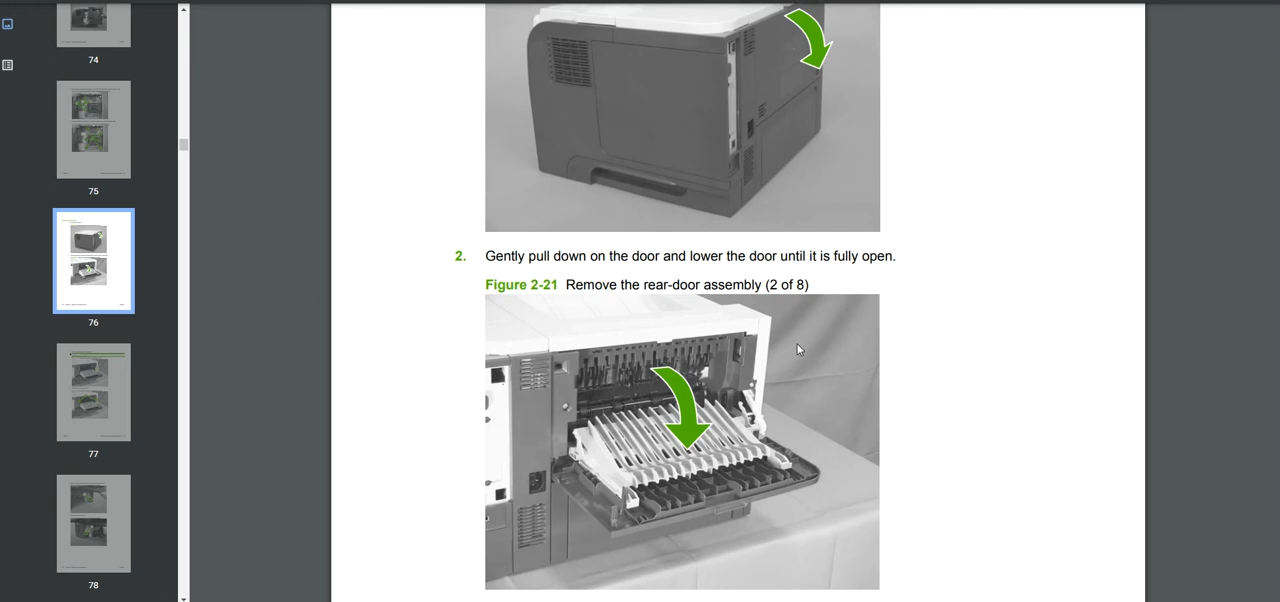 74
75
76
77
78
2. Gently pull down on the door and lower the door until it is fully open.
Figure 2-21 Remove the rear-door assembly (2 of 8)